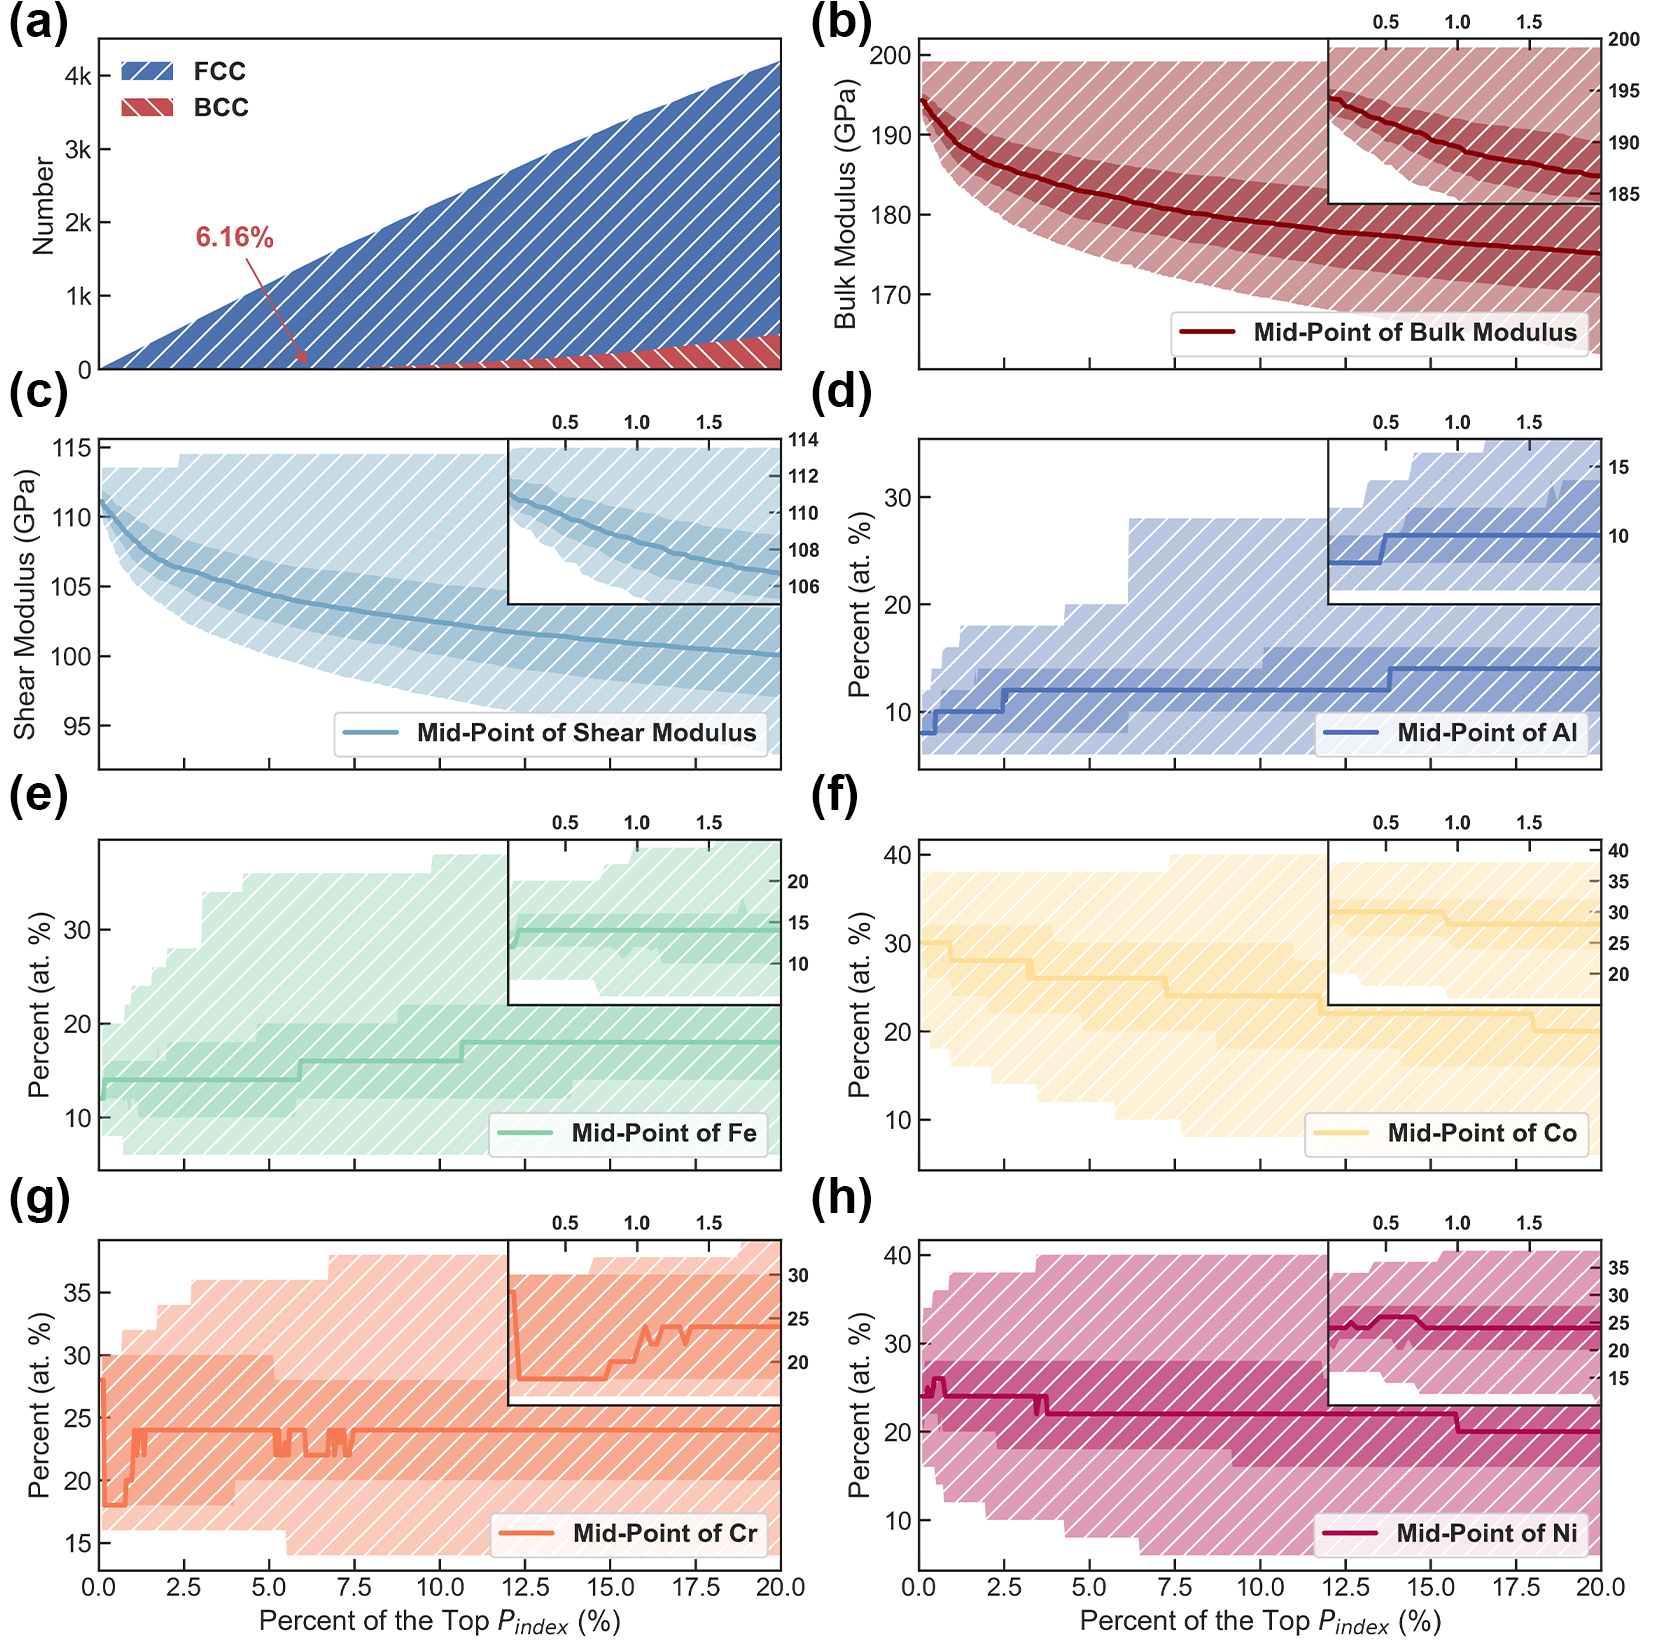 (a)
4k
3k
2k
1k
0
Number
FCC
BCC
6.16%
(b)
0.5 1.0 1.5
200
190
180
170
Bulk Modulus (GPa)
200
195
190
185
Mid-Point of Bulk Modulus
(c)
0.5 1.0 1.5
115
110
105
100
95
Shear Modulus (GPa)
114
112
110
108
106
Mid-Point of Shear Modulus
(d)
0.5 1.0 1.5
30
20
10
Percent (at. %)
15
10
Mid-Point of Al
(e)
0.5 1.0 1.5
30
20
10
Percent (at. %)
20
15
10
Mid-Point of Fe
(f)
0.5 1.0 1.5
40
30
20
10
Percent (at. %)
40
35
30
25
20
Mid-Point of Co
(g)
0.5 1.0 1.5
35
30
25
20
15
Percent (at. %)
30
25
20
Mid-Point of Cr
0.0 2.5 5.0 7.5 10.0 12.5 15.0 17.5 20.0
Percent of the Top Pindex (%)
(h)
0.5 1.0 1.5
40
30
20
10
Percent (at. %)
35
30
25
20
15
Mid-Point of Ni
0.0 2.5 5.0 7.5 10.0 12.5 15.0 17.5 20.0
Percent of the Top Pindex (%)